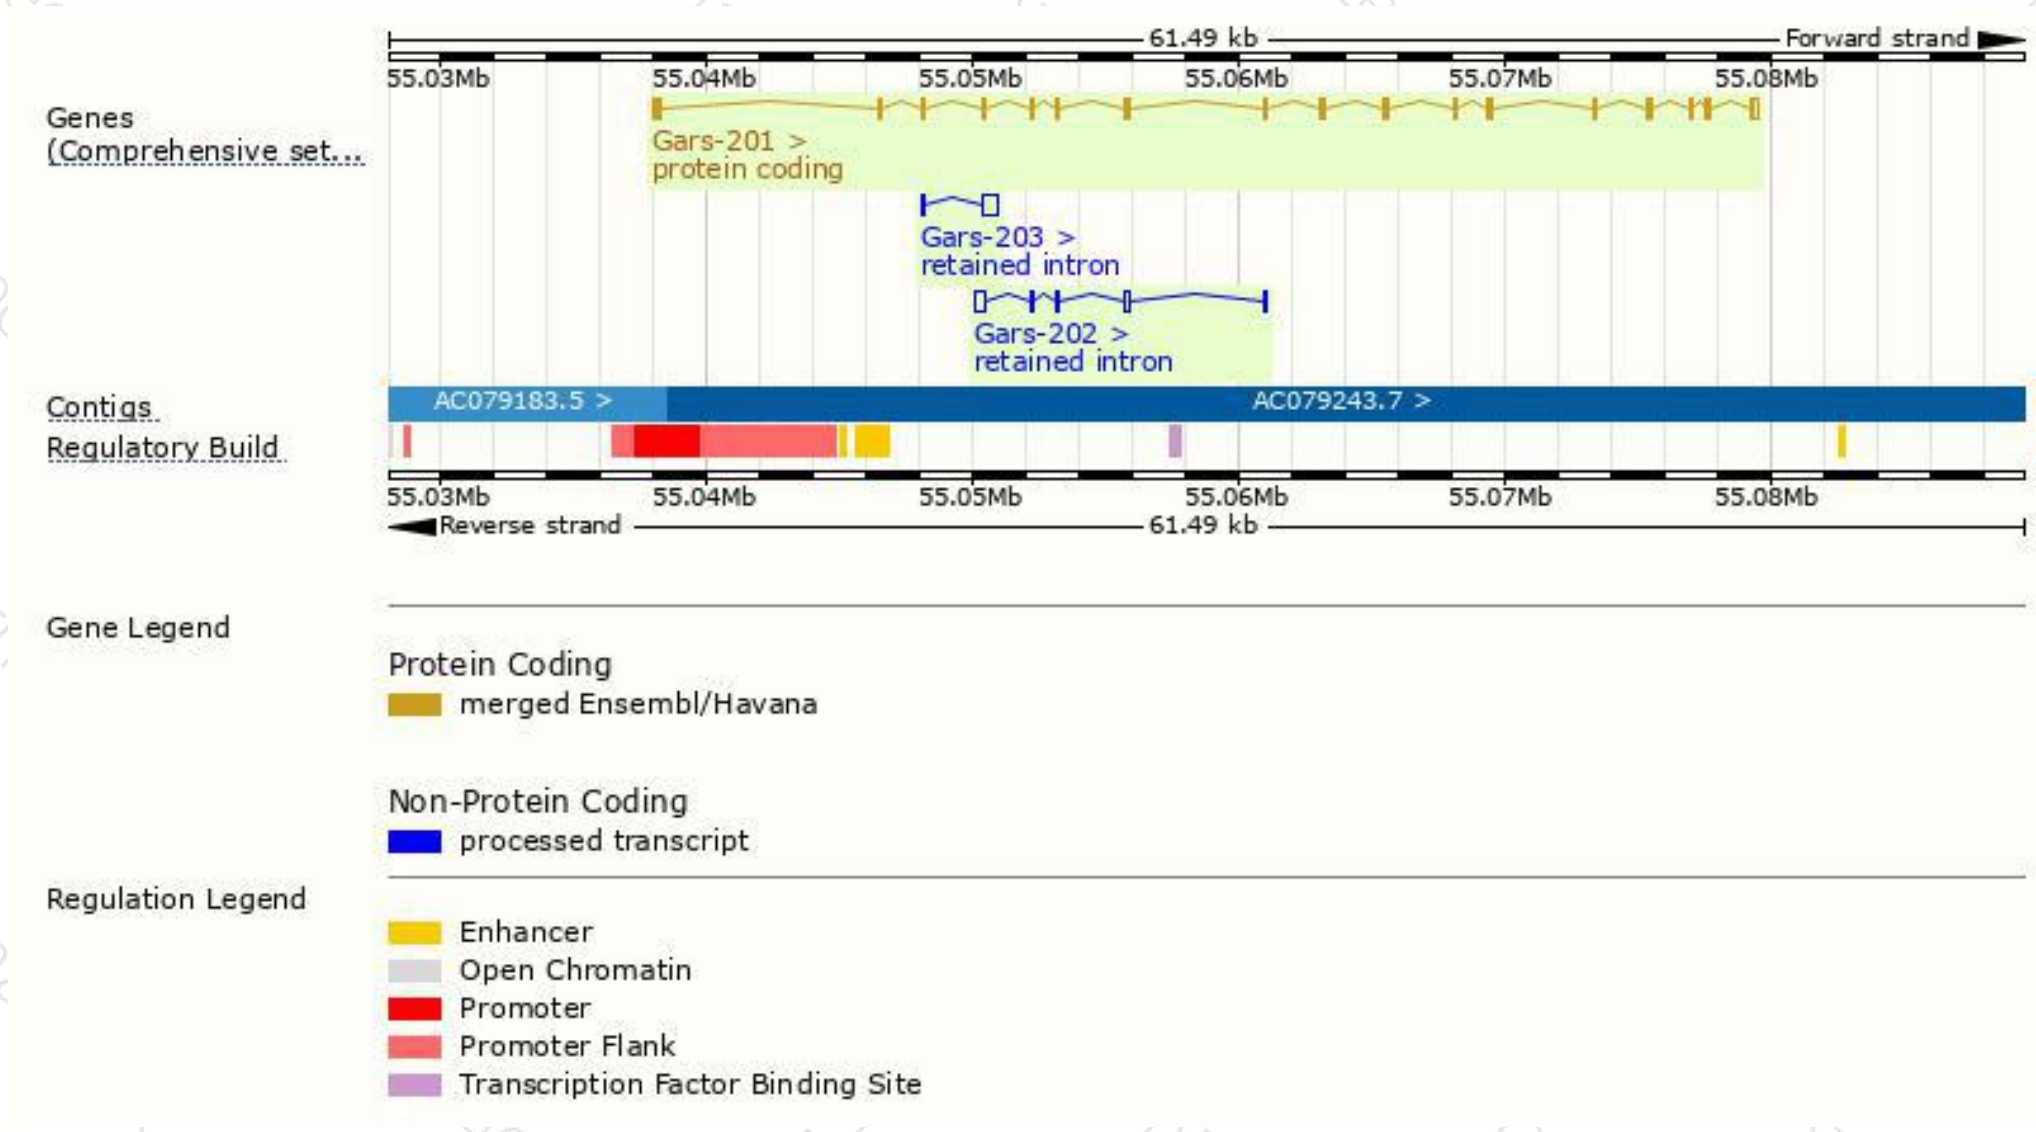 61.49 kb Forward strand
55.03Mb 55.04Mb 55.05Mb 55.06Mb 55.07Mb 55.08Mb
Genes
(Comprehensive set...
Gars-201 >
protein coding
Gars-203 >
retained intron
Gars-202 >
retained intron
Contigs
AC079183.5 > AC079243.7 >
Regulatory Build
55.03Mb 55.04Mb 55.05Mb 55.06Mb 55.07Mb 55.08Mb
Reverse strand 61.49 kb
Gene Legend
Protein Coding
merged Ensembl/Havana
Non-Protein Coding
processed transcript
Regulation Legend
Enhancer
Open Chromatin
Promoter
Promoter Flank
Transcription Factor Binding Site